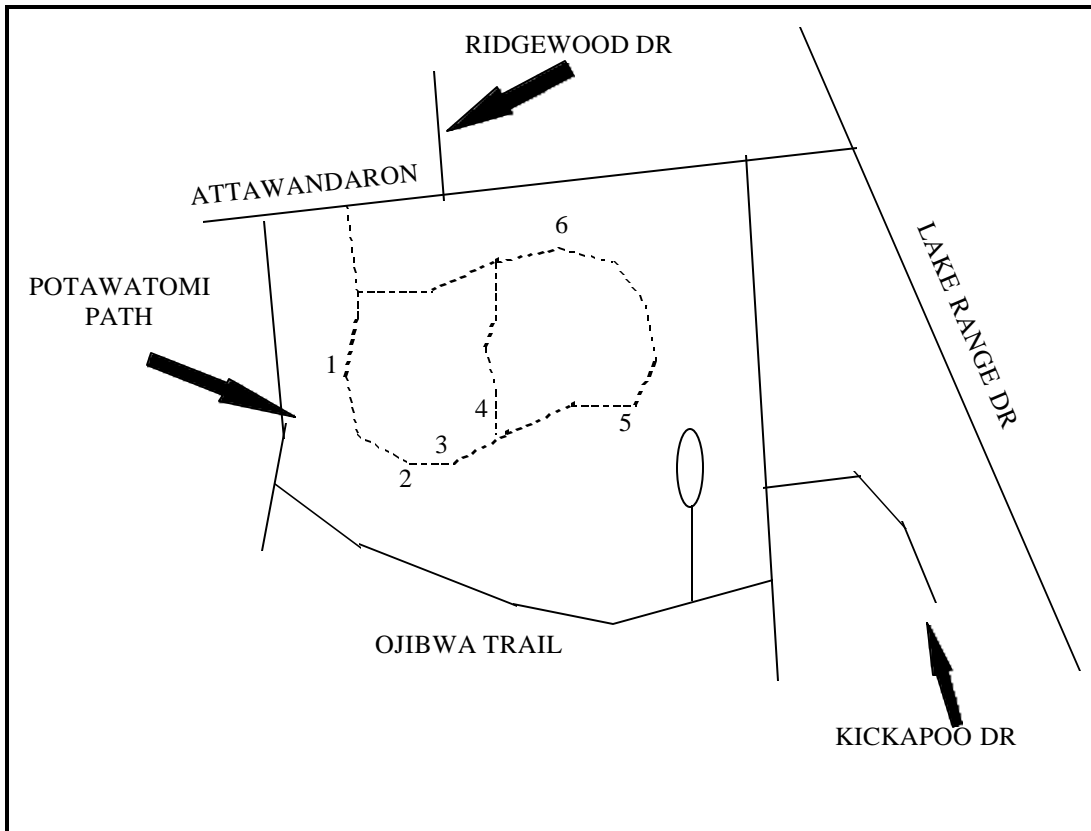 RIDGEWOOD DR
ATTAWANDARON
6
LAKE RANGE DR
POTAWATOMI
PATH
1
4
5
3
2
OJIBWA TRAIL
KICKAPOO DR